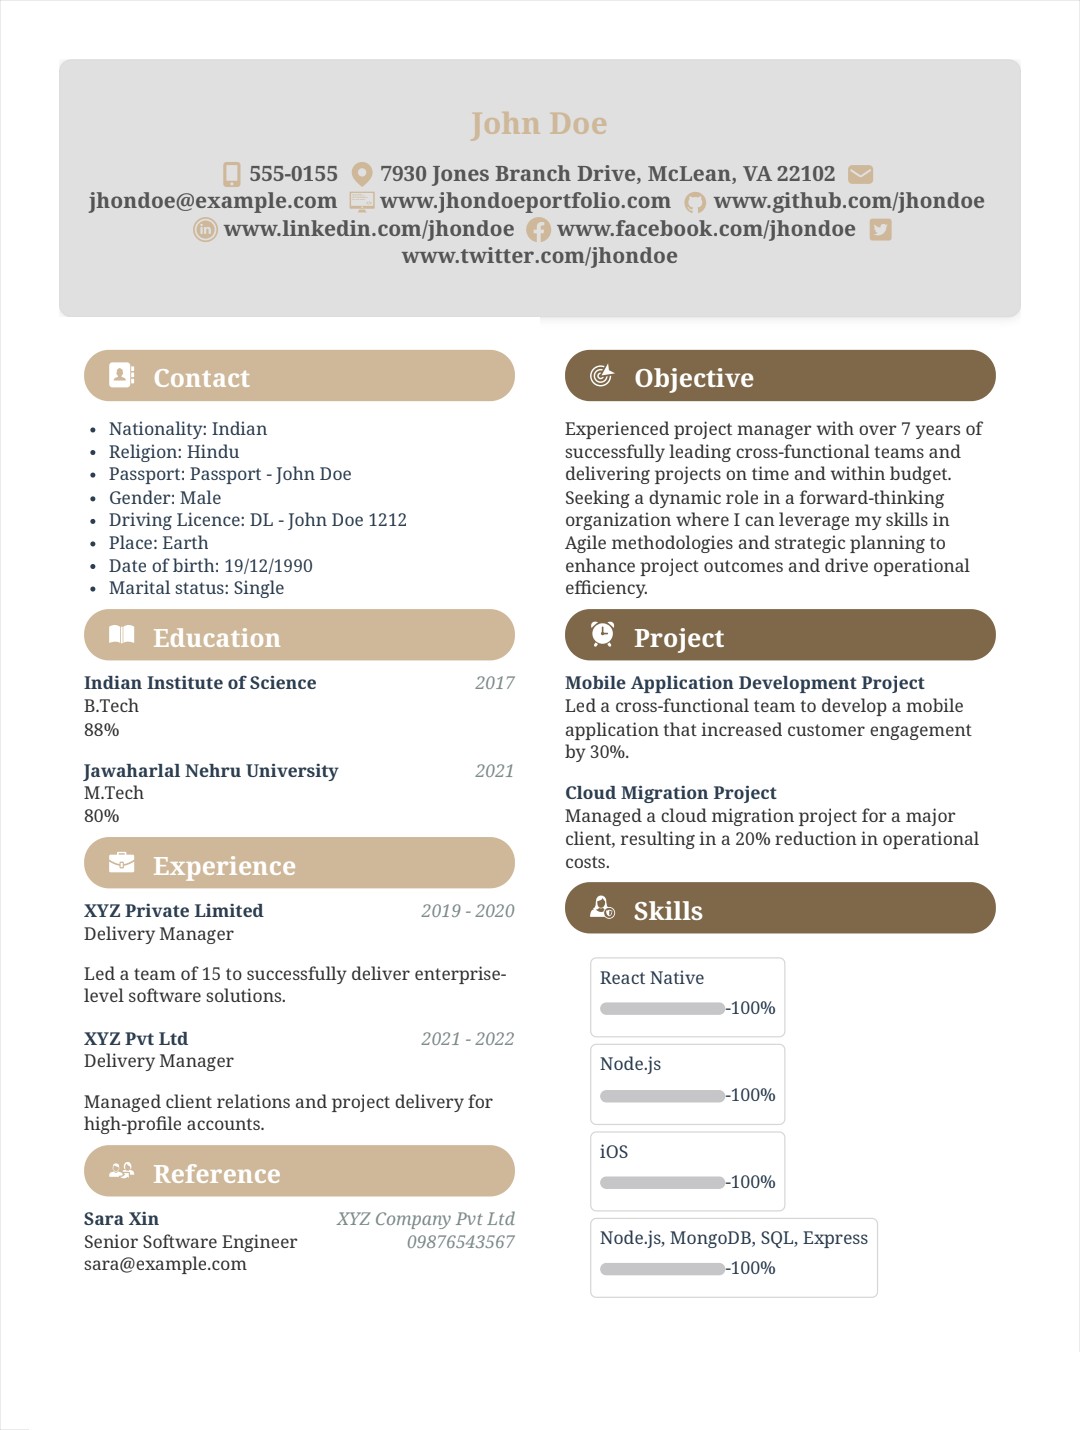 John Doe
555-0155 7930 Jones Branch Drive, McLean, VA 22102
jhondoe@example.com www.jhondoeportfolio.com www.github.com/jhondoe
www.linkedin.com/jhondoe www.facebook.com/jhondoe
www.twitter.com/jhondoe
Contact
• Nationality: Indian
• Religion: Hindu
• Passport: Passport - John Doe
• Gender: Male
• Driving Licence: DL - John Doe 1212
• Place: Earth
• Date of birth: 19/12/1990
• Marital status: Single
Education
Indian Institute of Science 2017
B.Tech
88%
Jawaharlal Nehru University 2021
M.Tech
80%
Experience
XYZ Private Limited 2019 - 2020
Delivery Manager
Led a team of 15 to successfully deliver enterprise-
level software solutions.
XYZ Pvt Ltd 2021 - 2022
Delivery Manager
Managed client relations and project delivery for
high-profile accounts.
Reference
Sara Xin XYZ Company Pvt Ltd
Senior Software Engineer 09876543567
sara@example.com
Objective
Experienced project manager with over 7 years of
successfully leading cross-functional teams and
delivering projects on time and within budget.
Seeking a dynamic role in a forward-thinking
organization where I can leverage my skills in
Agile methodologies and strategic planning to
enhance project outcomes and drive operational
efficiency.
Project
Mobile Application Development Project
Led a cross-functional team to develop a mobile
application that increased customer engagement
by 30%.
Cloud Migration Project
Managed a cloud migration project for a major
client, resulting in a 20% reduction in operational
costs.
Skills
React Native
-100%
Node.js
-100%
iOS
-100%
Node.js, MongoDB, SQL, Express
-100%